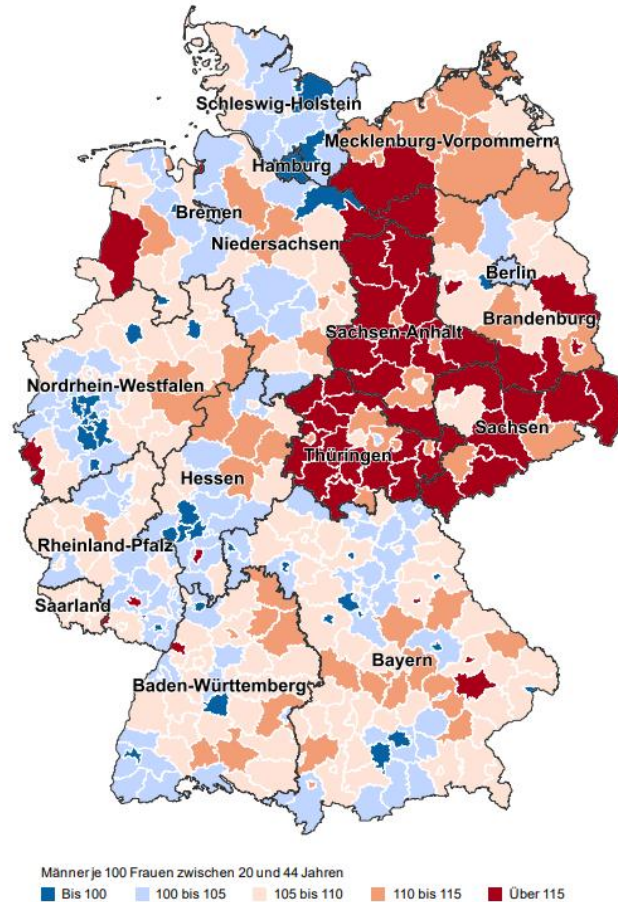 Schleswig-Holstein
Mecklenburg-Vorpommern
Hamburg
Bremen
Niedersachsen
Berlin
Brandenburg
Sachsen-Anhalt
Nordrhein-Westfalen
Sachsen
Thüringen
Hessen
Rheinland-Pfalz
Saarland
Bayern
Baden-Württemberg
Männer je 100 Frauen zwischen 20 und 44 Jahren
Bis 100 100 bis 105 105 bis 110 110 bis 115 Über 115